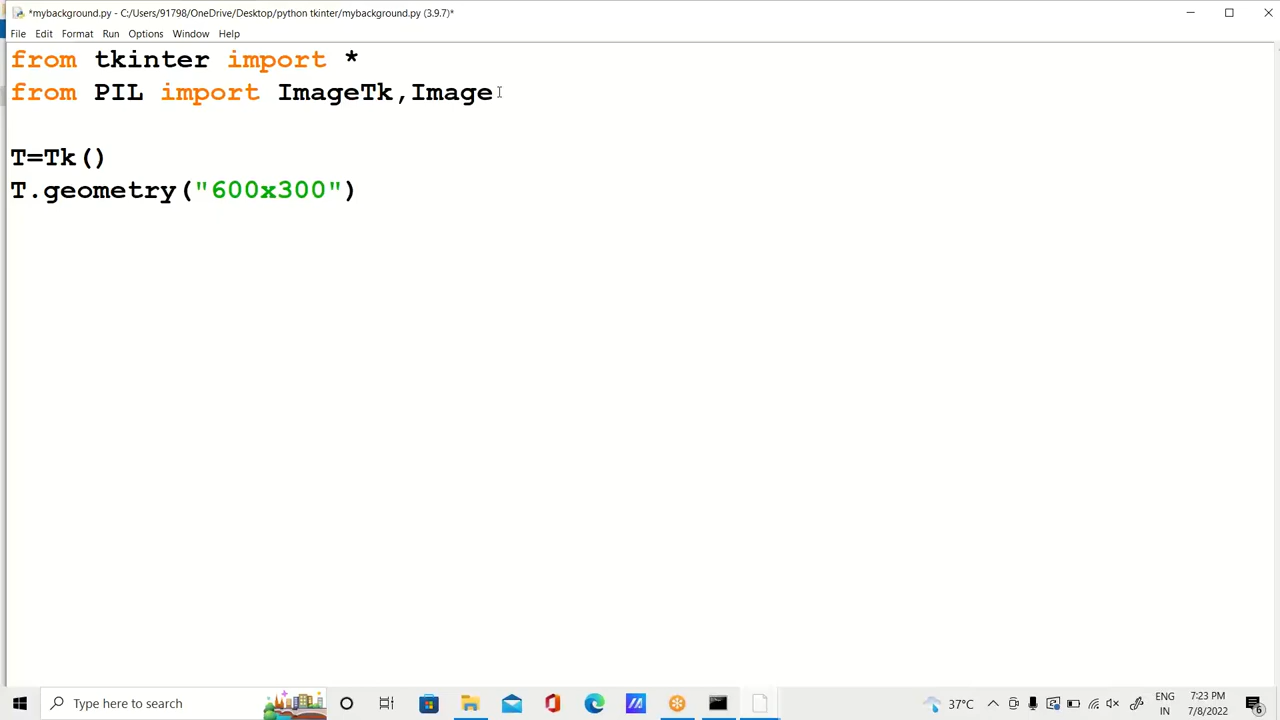 *mybackground.py - C:/Users/91798/OneDrive/Desktop/python tkinter/mybackground.py (3.9.7)*
File Edit Format Run Options Window Help
from tkinter import *
from PIL import ImageTk,Image
T=Tk()
T.geometry("600x300")
Type here to search
37°C
ENG
IN
7:23 PM
7/8/2022
6